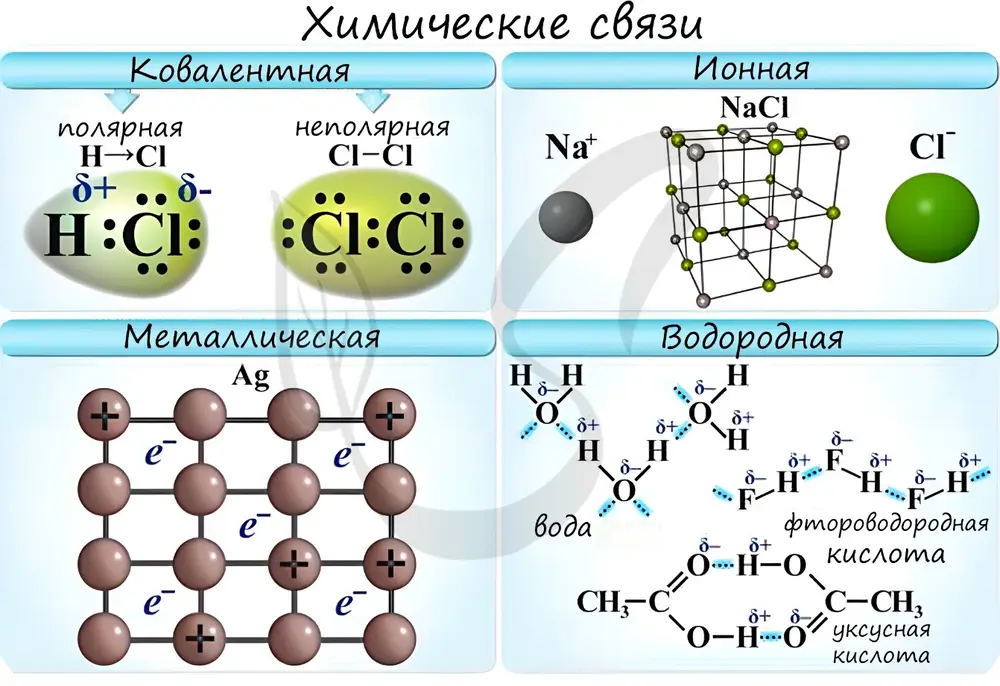 Химические связи
Ковалентная
полярная
H→Cl
δ+ δ-
H:Cl:
неполярная
Cl–Cl
:Cl:Cl:
Ионная
NaCl
Na⁺
Cl⁻
Металлическая
Ag
+ +
e⁻ e⁻
e⁻
+ +
e⁻ e⁻
+
Водородная
H H H
δ– δ–
O O
δ+ δ+ δ+
H H H
δ–
O
вода
δ– δ+ δ– δ+ δ– δ+
F–H F–H F–H
фтороводородная
кислота
δ– δ+
O H–O
CH₃–C C–CH₃
δ+ δ–
O–H O
уксусная
кислота